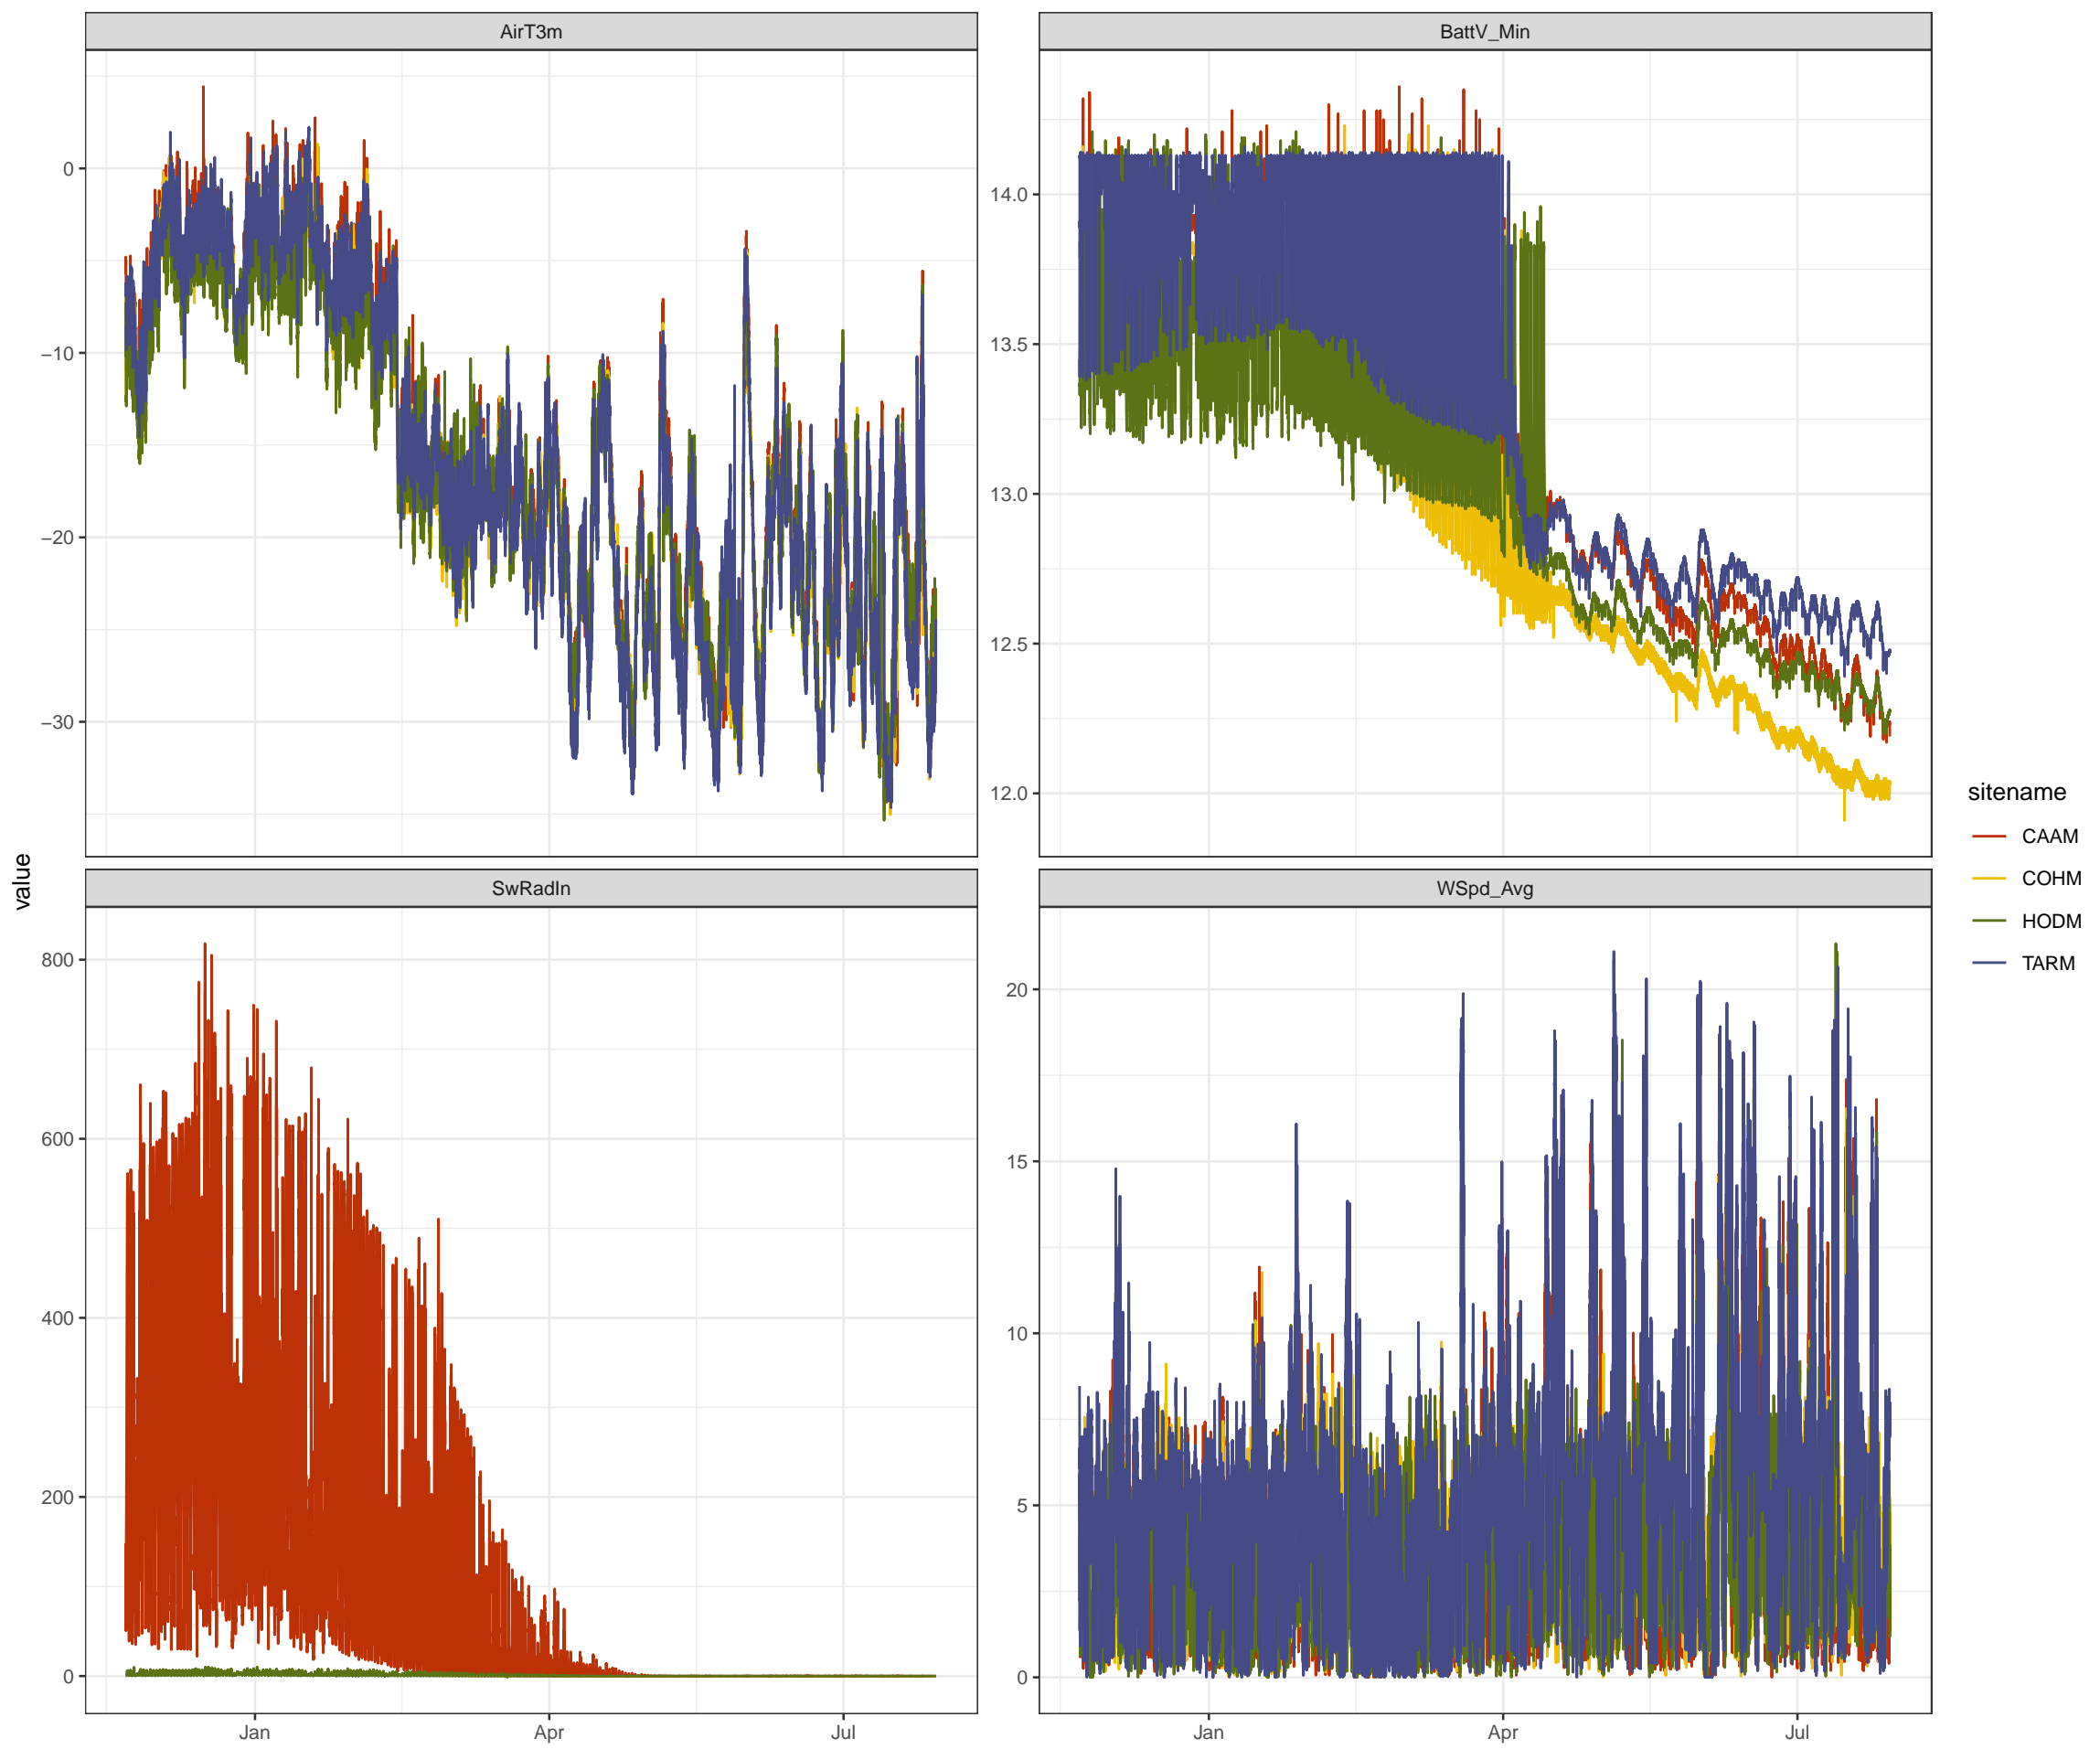 AirT3m
BattV_Min
0
−10
−20
−30
14.0
13.5
13.0
12.5
12.0
value
SwRadIn
WSpd_Avg
800
600
400
200
0
20
15
10
5
0
Jan
Apr
Jul
Jan
Apr
Jul
sitename
CAAM
COHM
HODM
TARM